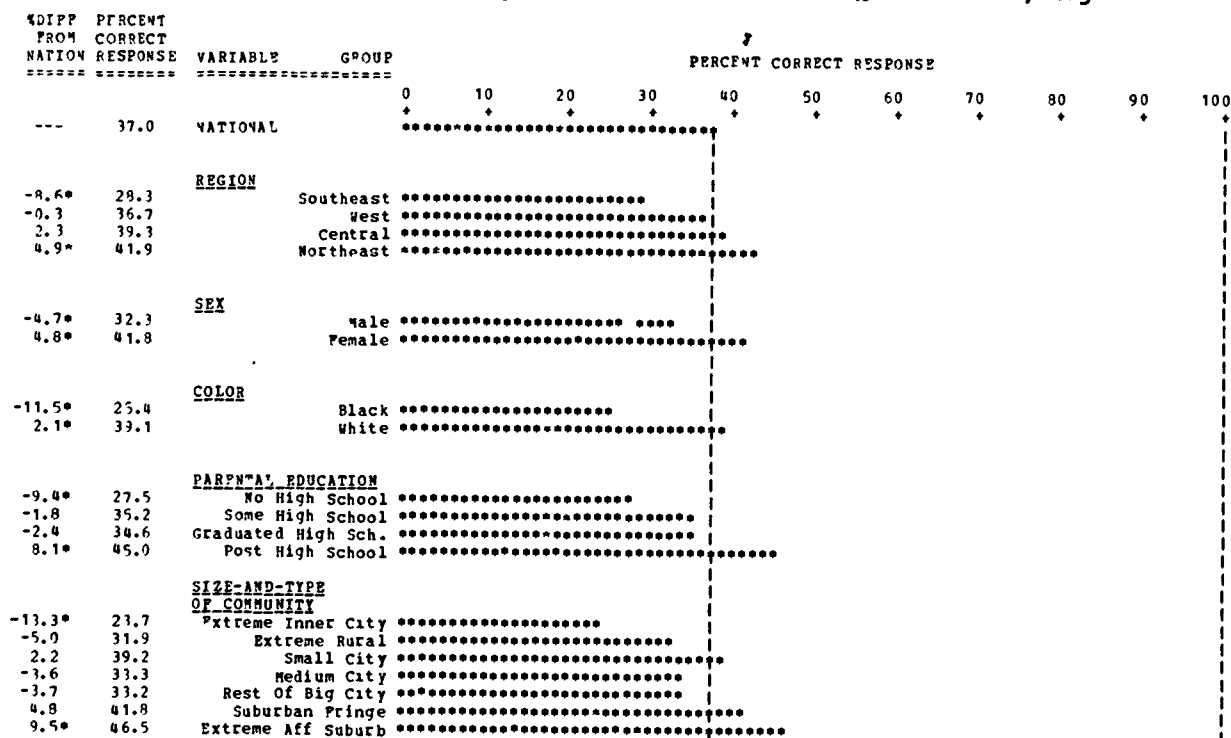 %DIFF PERCENT
FROM CORRECT
NATION RESPONSE VARIABLE GROUP PERCENT CORRECT RESPONSE
====== ======== ====================
0 10 20 30 40 50 60 70 80 90 100
--- 37.0 NATIONAL
REGION
-8.6* 28.3 Southeast
-0.3 36.7 West
2.3 39.3 Central
4.9* 41.9 Northeast
SEX
-4.7* 32.3 Male
4.8* 41.8 Female
COLOR
-11.5* 25.4 Black
2.1* 39.1 White
PARENTAL EDUCATION
-9.4* 27.5 No High School
-1.8 35.2 Some High School
-2.4 34.6 Graduated High Sch.
8.1* 45.0 Post High School
SIZE-AND-TYPE
OF COMMUNITY
-13.3* 23.7 Extreme Inner City
-5.0 31.9 Extreme Rural
2.2 39.2 Small City
-3.6 33.3 Medium City
-3.7 33.2 Rest Of Big City
4.8 41.8 Suburban Fringe
9.5* 46.5 Extreme Aff Suburb